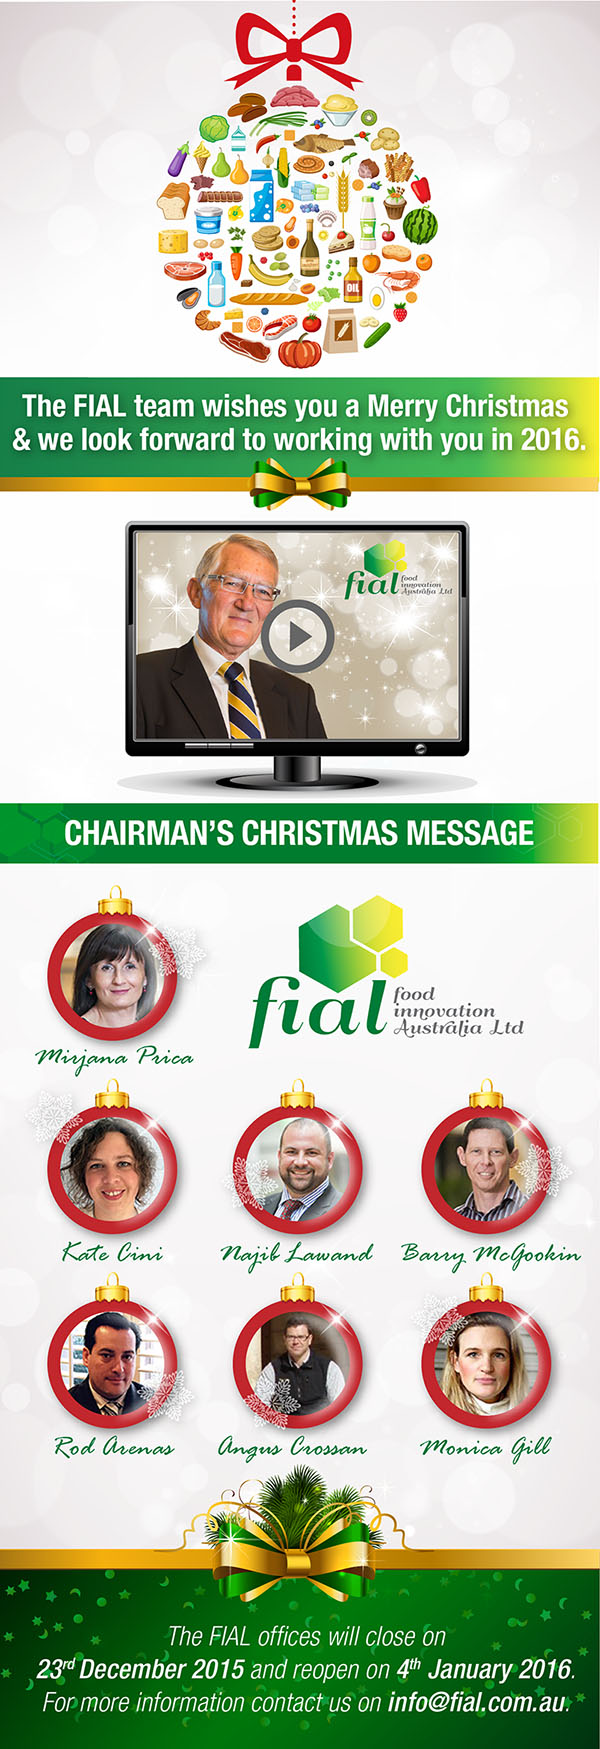 OIL
The FIAL team wishes you a Merry Christmas
& we look forward to working with you in 2016.
fial food
innovation
Australia Ltd
CHAIRMAN'S CHRISTMAS MESSAGE
fial food
innovation
Australia Ltd
Mirjana Prica
Kate Cini
Najib Lawand
Barry McGookin
Rod Arenas
Angus Crossan
Monica Gill
The FIAL offices will close on
23rd December 2015 and reopen on 4th January 2016.
For more information contact us on info@fial.com.au.